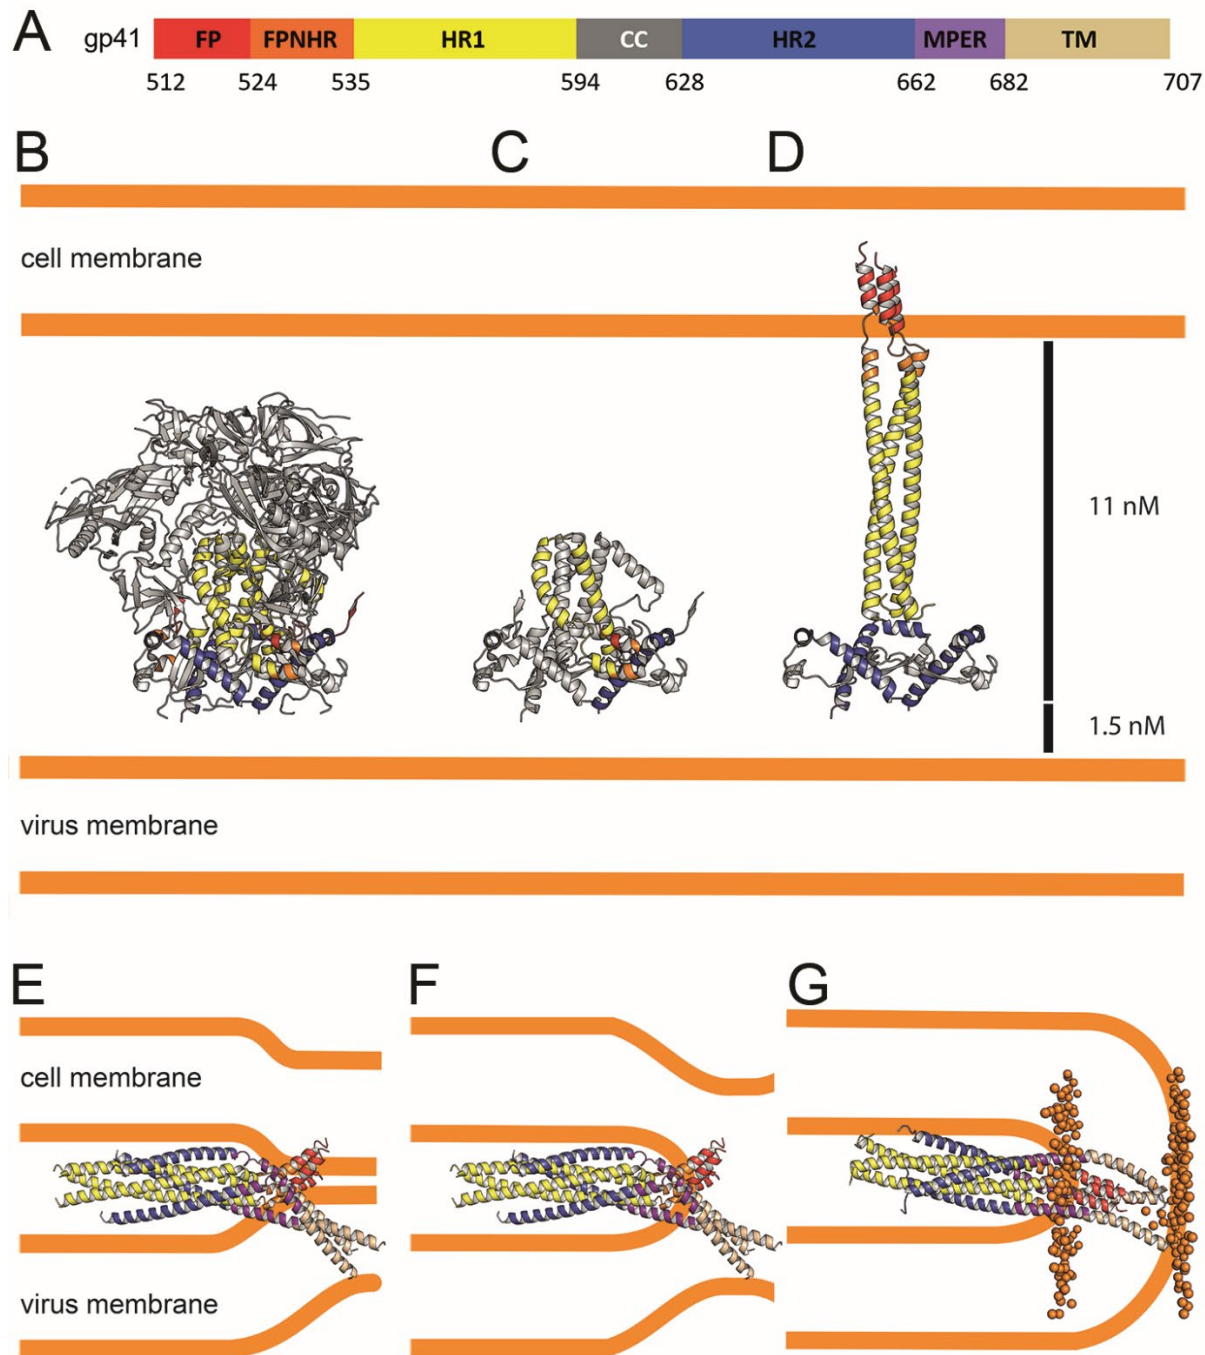 A
gp41 FP FPNHR HR1 CC HR2 MPER TM
512 524 535 594 628 662 682 707
B C D
cell membrane
11 nM
1.5 nM
virus membrane
E F G
cell membrane
virus membrane